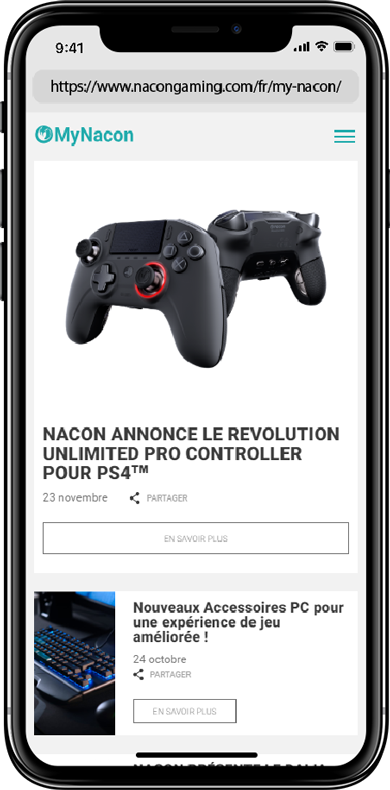 9:41
https://www.nacongaming.com/fr/my-nacon/
MyNacon
NACON ANNONCE LE REVOLUTION
UNLIMITED PRO CONTROLLER
POUR PS4™
23 novembre PARTAGER
EN SAVOIR PLUS
Nouveaux Accessoires PC pour
une expérience de jeu
améliorée !
24 octobre
PARTAGER
EN SAVOIR PLUS